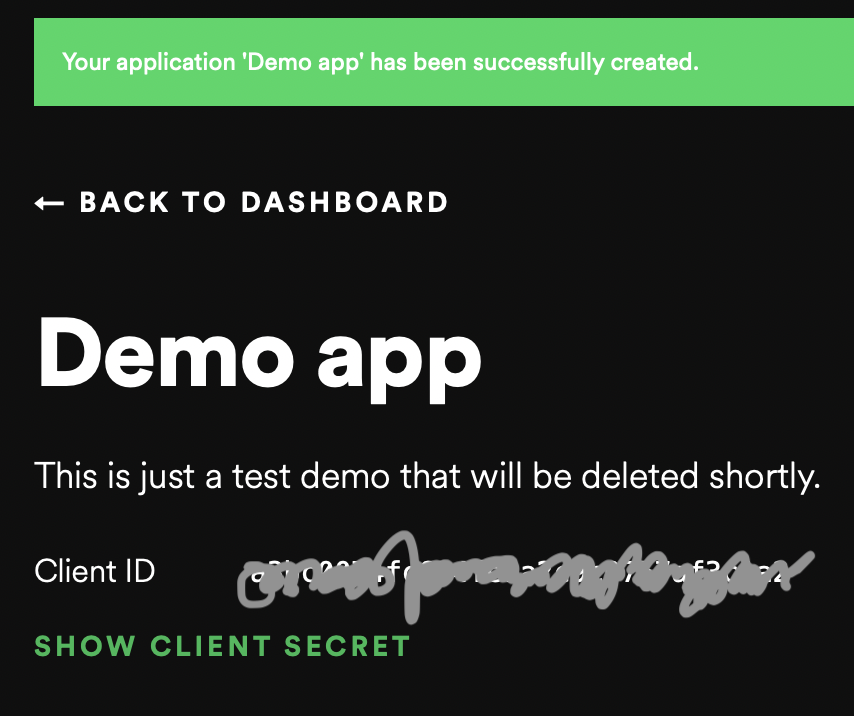 Your application 'Demo app' has been successfully created.
← BACK TO DASHBOARD
Demo app
This is just a test demo that will be deleted shortly.
Client ID
SHOW CLIENT SECRET